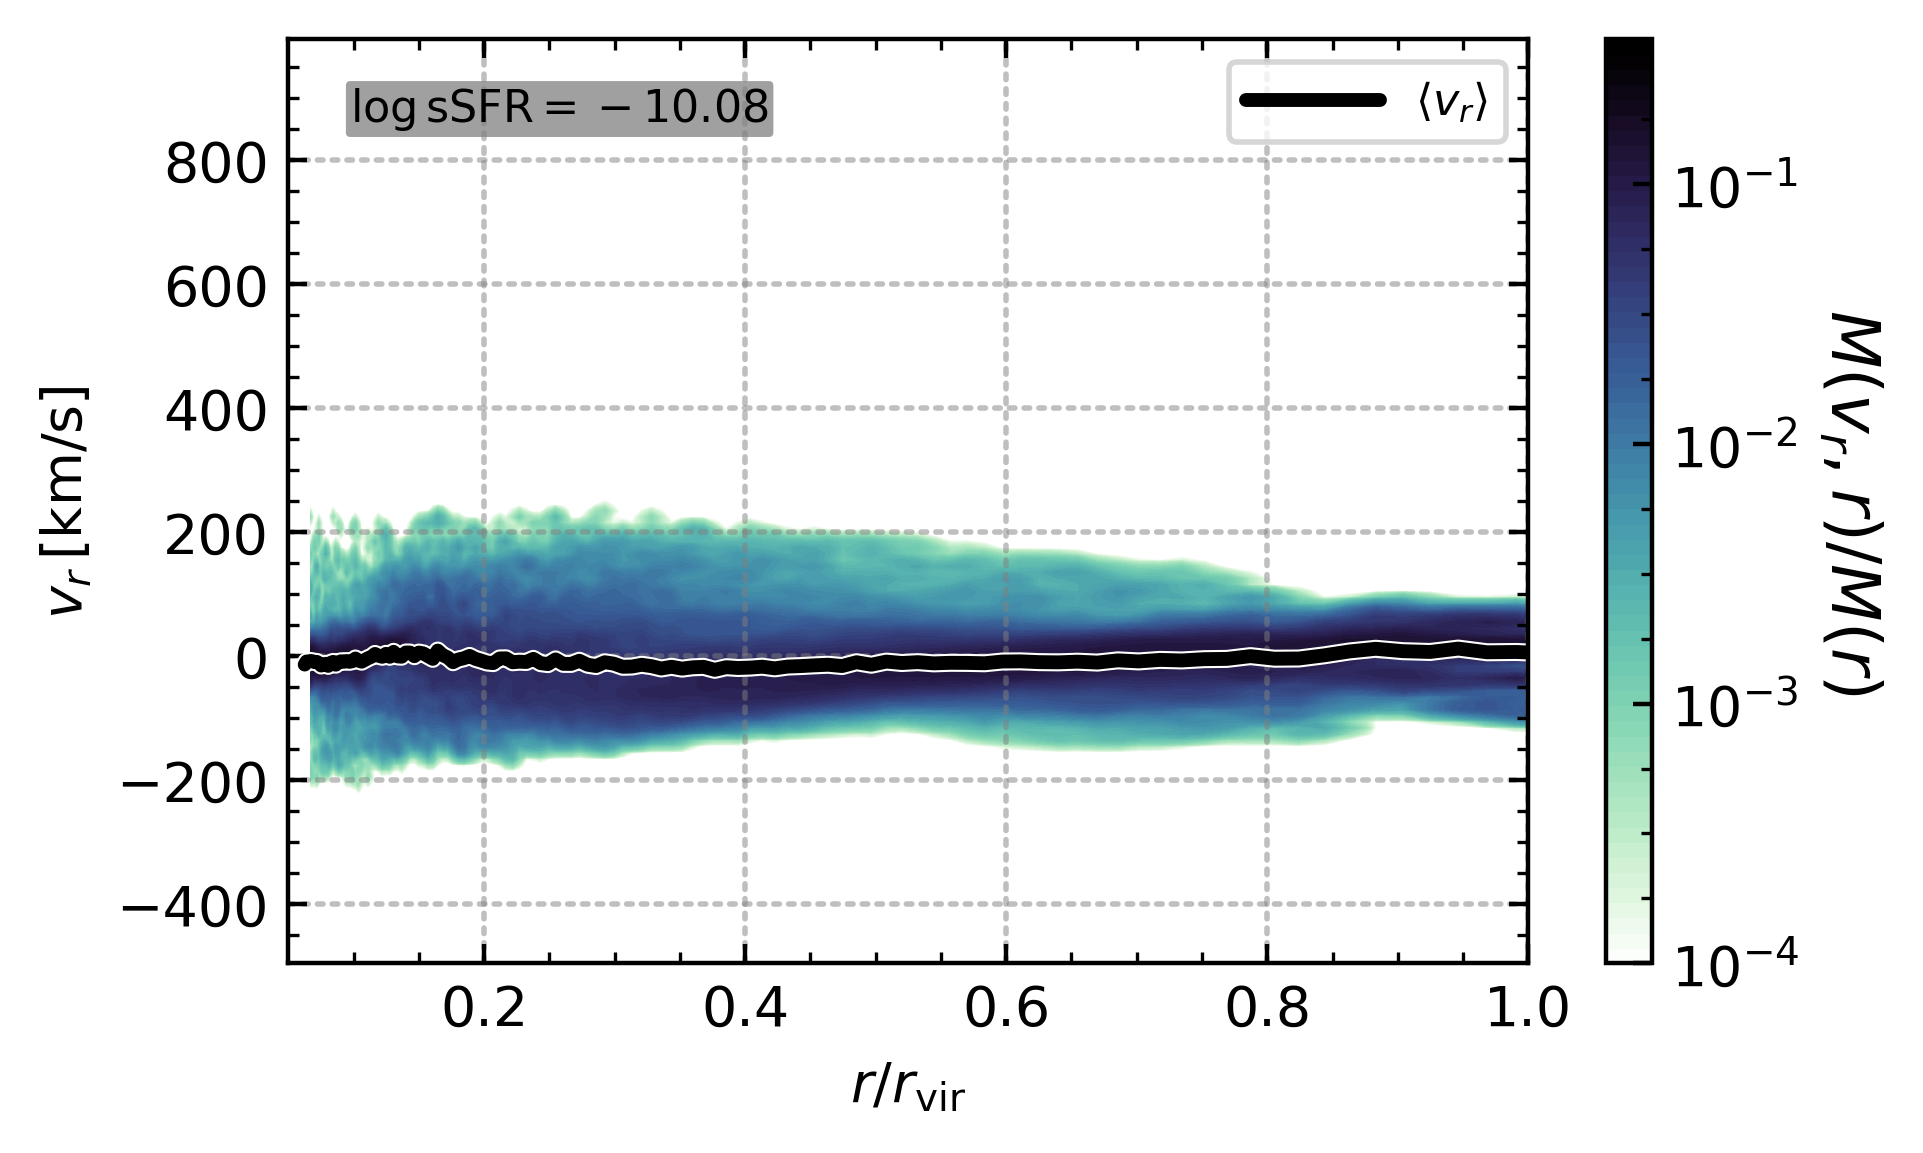 log sSFR = −10.08
⟨v_r⟩
800
600
400
200
0
−200
−400
v_r [km/s]
0.2 0.4 0.6 0.8 1.0
r/r_vir
10⁻¹
10⁻²
10⁻³
10⁻⁴
M(v_r, r)/M(r)